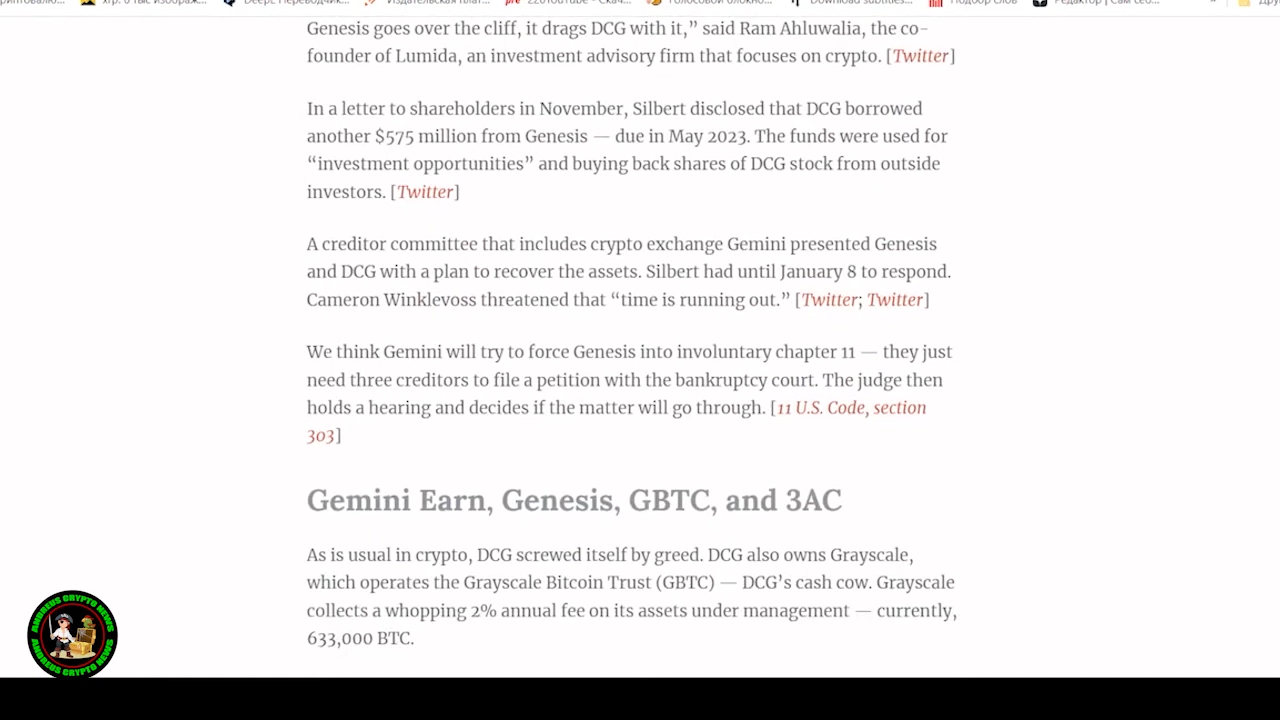 Genesis goes over the cliff, it drags DCG with it,” said Ram Ahluwalia, the co-
founder of Lumida, an investment advisory firm that focuses on crypto. [Twitter]
In a letter to shareholders in November, Silbert disclosed that DCG borrowed
another $575 million from Genesis — due in May 2023. The funds were used for
“investment opportunities” and buying back shares of DCG stock from outside
investors. [Twitter]
A creditor committee that includes crypto exchange Gemini presented Genesis
and DCG with a plan to recover the assets. Silbert had until January 8 to respond.
Cameron Winklevoss threatened that “time is running out.” [Twitter; Twitter]
We think Gemini will try to force Genesis into involuntary chapter 11 — they just
need three creditors to file a petition with the bankruptcy court. The judge then
holds a hearing and decides if the matter will go through. [11 U.S. Code, section
303]
Gemini Earn, Genesis, GBTC, and 3AC
As is usual in crypto, DCG screwed itself by greed. DCG also owns Grayscale,
which operates the Grayscale Bitcoin Trust (GBTC) — DCG’s cash cow. Grayscale
collects a whopping 2% annual fee on its assets under management — currently,
633,000 BTC.
ANDREUS CRYPTO NEWS
ANDREUS CRYPTO NEWS